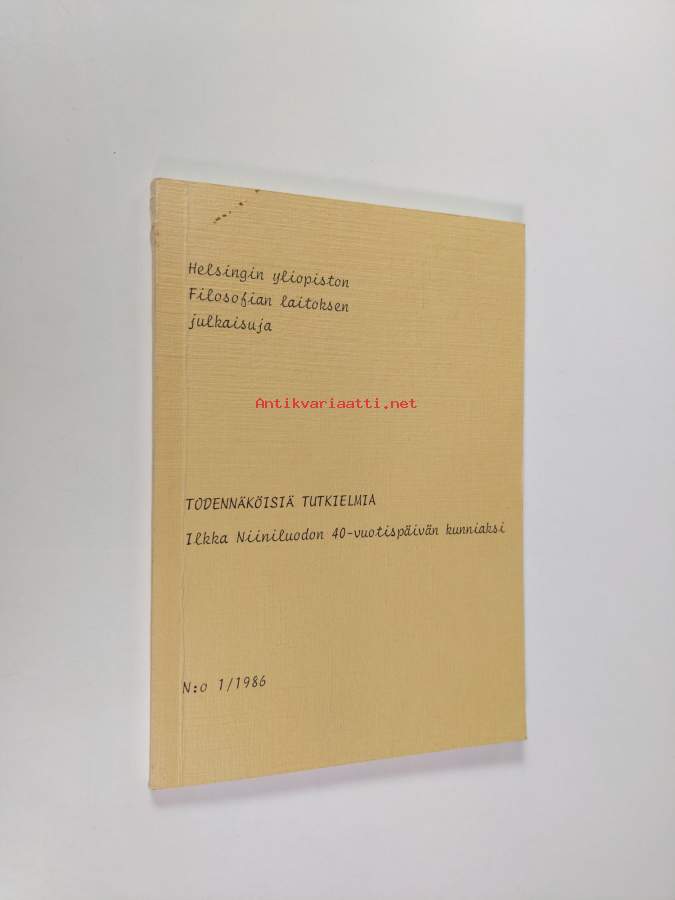 Helsingin yliopiston
Filosofian laitoksen
julkaisuja
Antikvariaatti.net
TODENNÄKÖISIÄ TUTKIELMIA
Ilkka Niiniluodon 40-vuotispäivän kunniaksi
N:o 1/1986